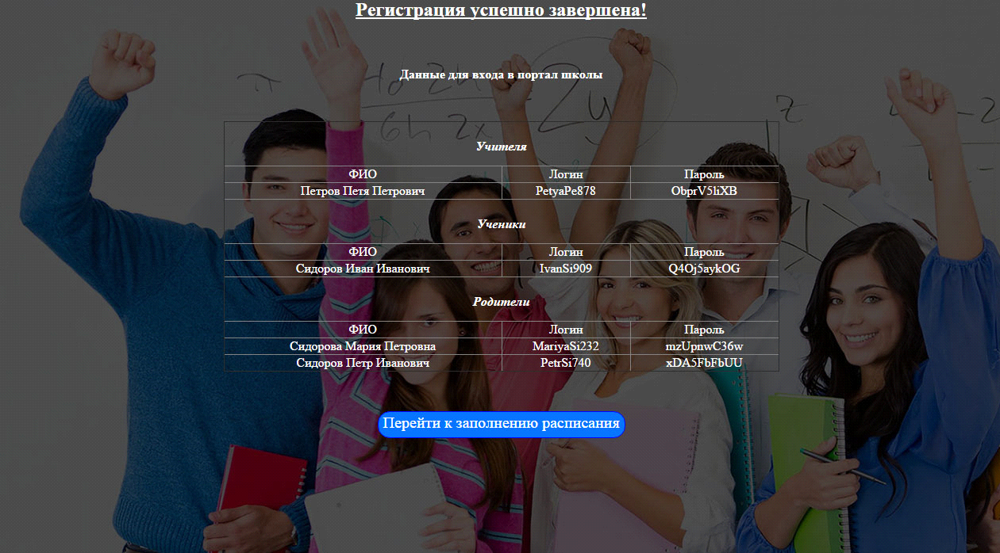 Регистрация успешно завершена!
Данные для входа в портал школы
Учителя
ФИО Логин Пароль
Петров Петя Петрович PetyaPe878 ObprV5liXB
Ученики
ФИО Логин Пароль
Сидоров Иван Иванович IvanSi909 Q4Oj5aykOG
Родители
ФИО Логин Пароль
Сидорова Мария Петровна MariyaSi232 mzUpnwC36w
Сидоров Петр Иванович PetrSi740 xDA5FbFbUU
Перейти к заполнению расписания